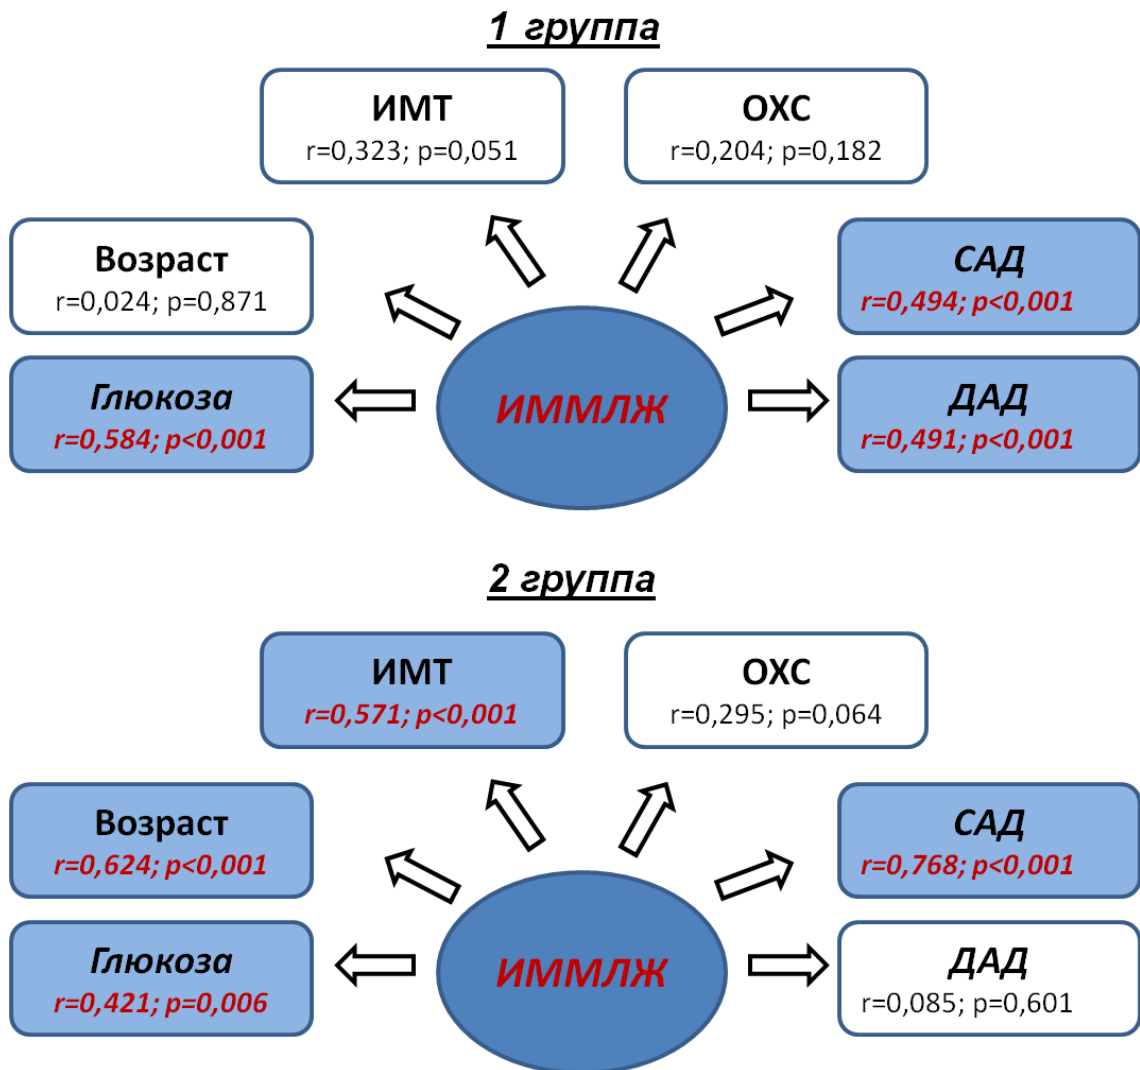 1 группа
ИМТ
r=0,323; p=0,051
ОХС
r=0,204; p=0,182
Возраст
r=0,024; p=0,871
САД
r=0,494; p<0,001
Глюкоза
r=0,584; p<0,001
ИММЛЖ
ДАД
r=0,491; p<0,001
2 группа
ИМТ
r=0,571; p<0,001
ОХС
r=0,295; p=0,064
Возраст
r=0,624; p<0,001
САД
r=0,768; p<0,001
Глюкоза
r=0,421; p=0,006
ИММЛЖ
ДАД
r=0,085; p=0,601